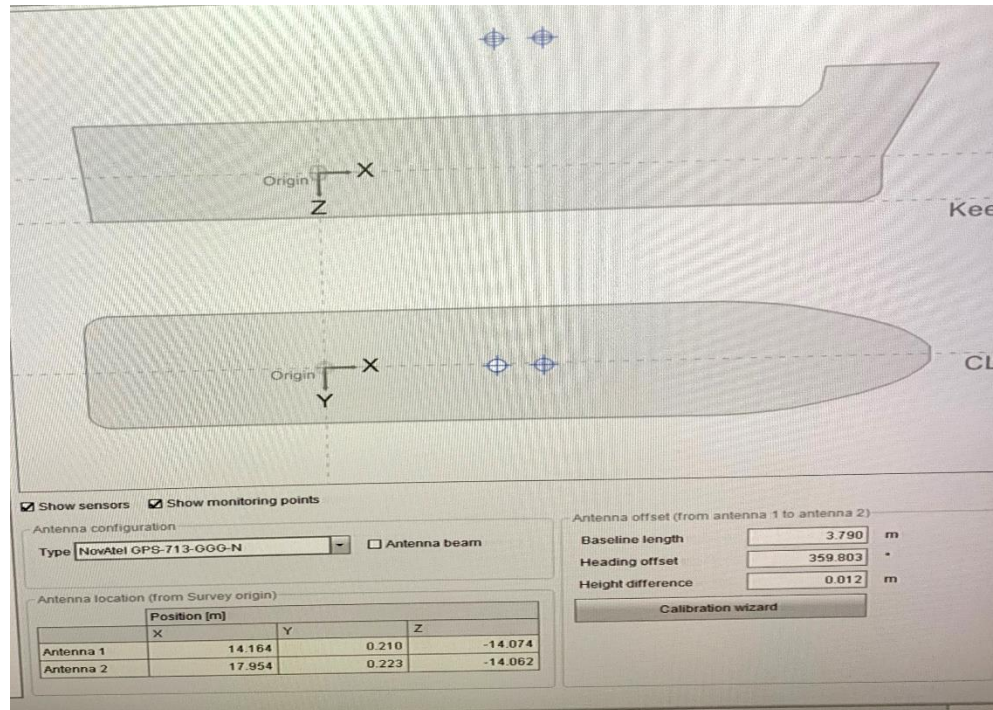 Origin X
Z
Kee
Origin X
Y
CL
Show sensors Show monitoring points
Antenna configuration
Type NovAtel GPS-713-GGG-N Antenna beam
Antenna location (from Survey origin)
Position [m]
X Y Z
Antenna 1 14.164 0.210 -14.074
Antenna 2 17.954 0.223 -14.062
Antenna offset (from antenna 1 to antenna 2)
Baseline length 3.790 m
Heading offset 359.803 °
Height difference 0.012 m
Calibration wizard